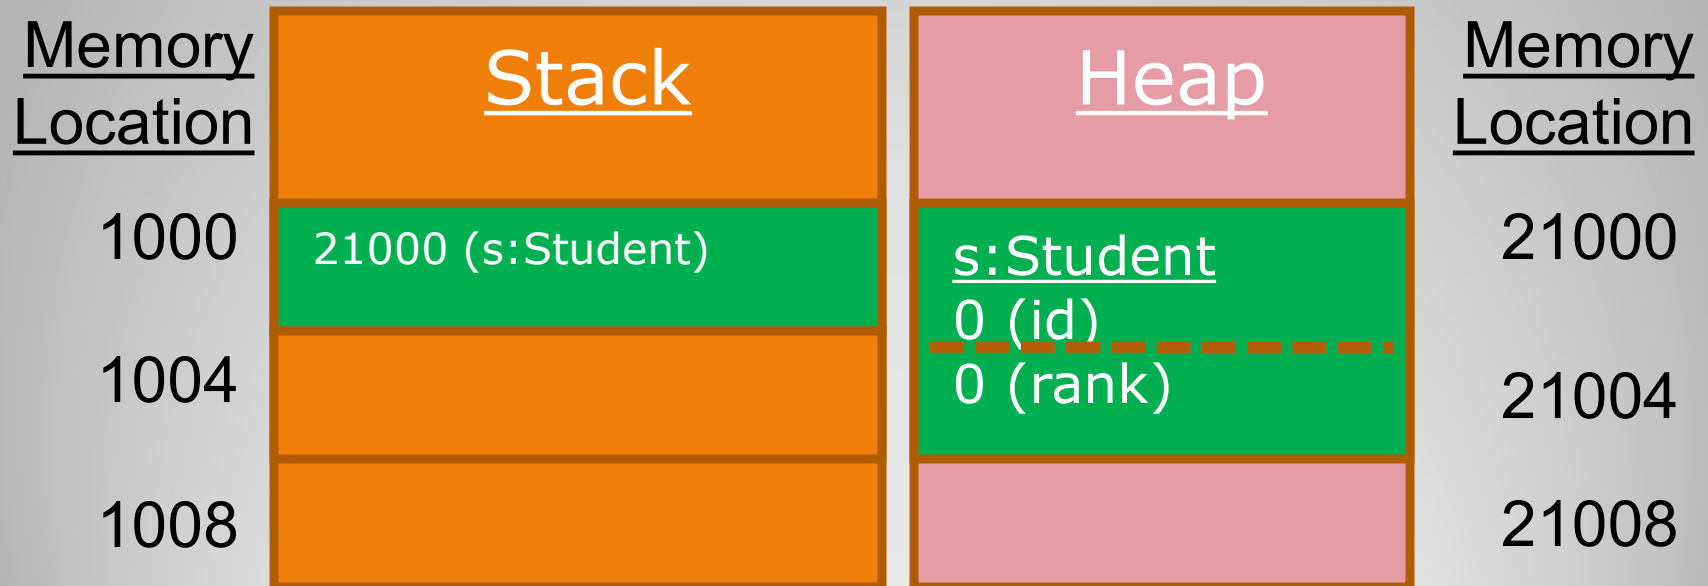 Memory
Location
Stack
Heap
Memory
Location
1000
21000 (s:Student)
s:Student
0 (id)
0 (rank)
21000
1004
21004
1008
21008